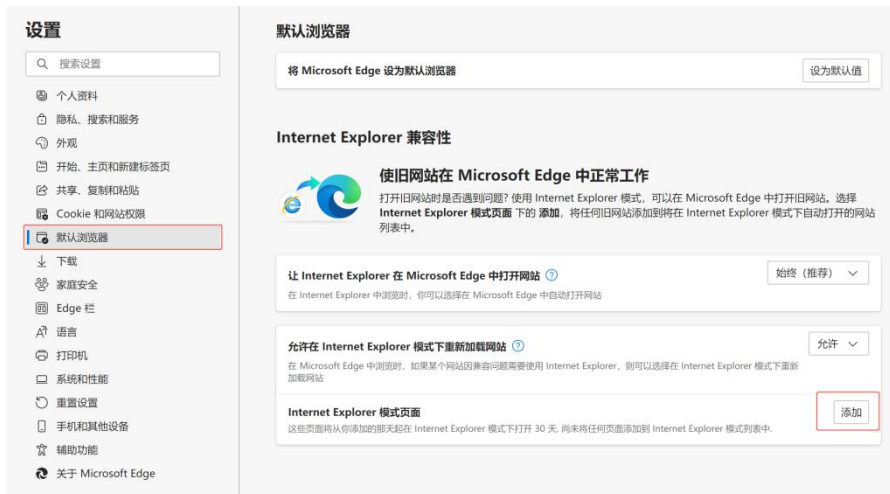 设置
搜索设置
个人资料
隐私、搜索和服务
外观
开始、主页和新建标签页
共享、复制和粘贴
Cookie 和网站权限
默认浏览器
下载
家庭安全
Edge 栏
语言
打印机
系统和性能
重置设置
手机和其他设备
辅助功能
关于 Microsoft Edge
默认浏览器
将 Microsoft Edge 设为默认浏览器
设为默认值
Internet Explorer 兼容性
使旧网站在 Microsoft Edge 中正常工作
打开旧网站时是否遇到问题? 使用 Internet Explorer 模式，可以在 Microsoft Edge 中打开旧网站。选择
Internet Explorer 模式页面 下的 添加，将任何旧网站添加到将在 Internet Explorer 模式下自动打开的网站
列表中。
让 Internet Explorer 在 Microsoft Edge 中打开网站
始终（推荐）
在 Internet Explorer 中浏览时，你可以选择在 Microsoft Edge 中自动打开网站
允许在 Internet Explorer 模式下重新加载网站
允许
在 Microsoft Edge 中浏览时，如果某个网站因兼容问题需要使用 Internet Explorer，则可以选择在 Internet Explorer 模式下重新
加载网站
Internet Explorer 模式页面
添加
这些页面将从你添加的那天起在 Internet Explorer 模式下打开 30 天. 尚未将任何页面添加到 Internet Explorer 模式列表中.